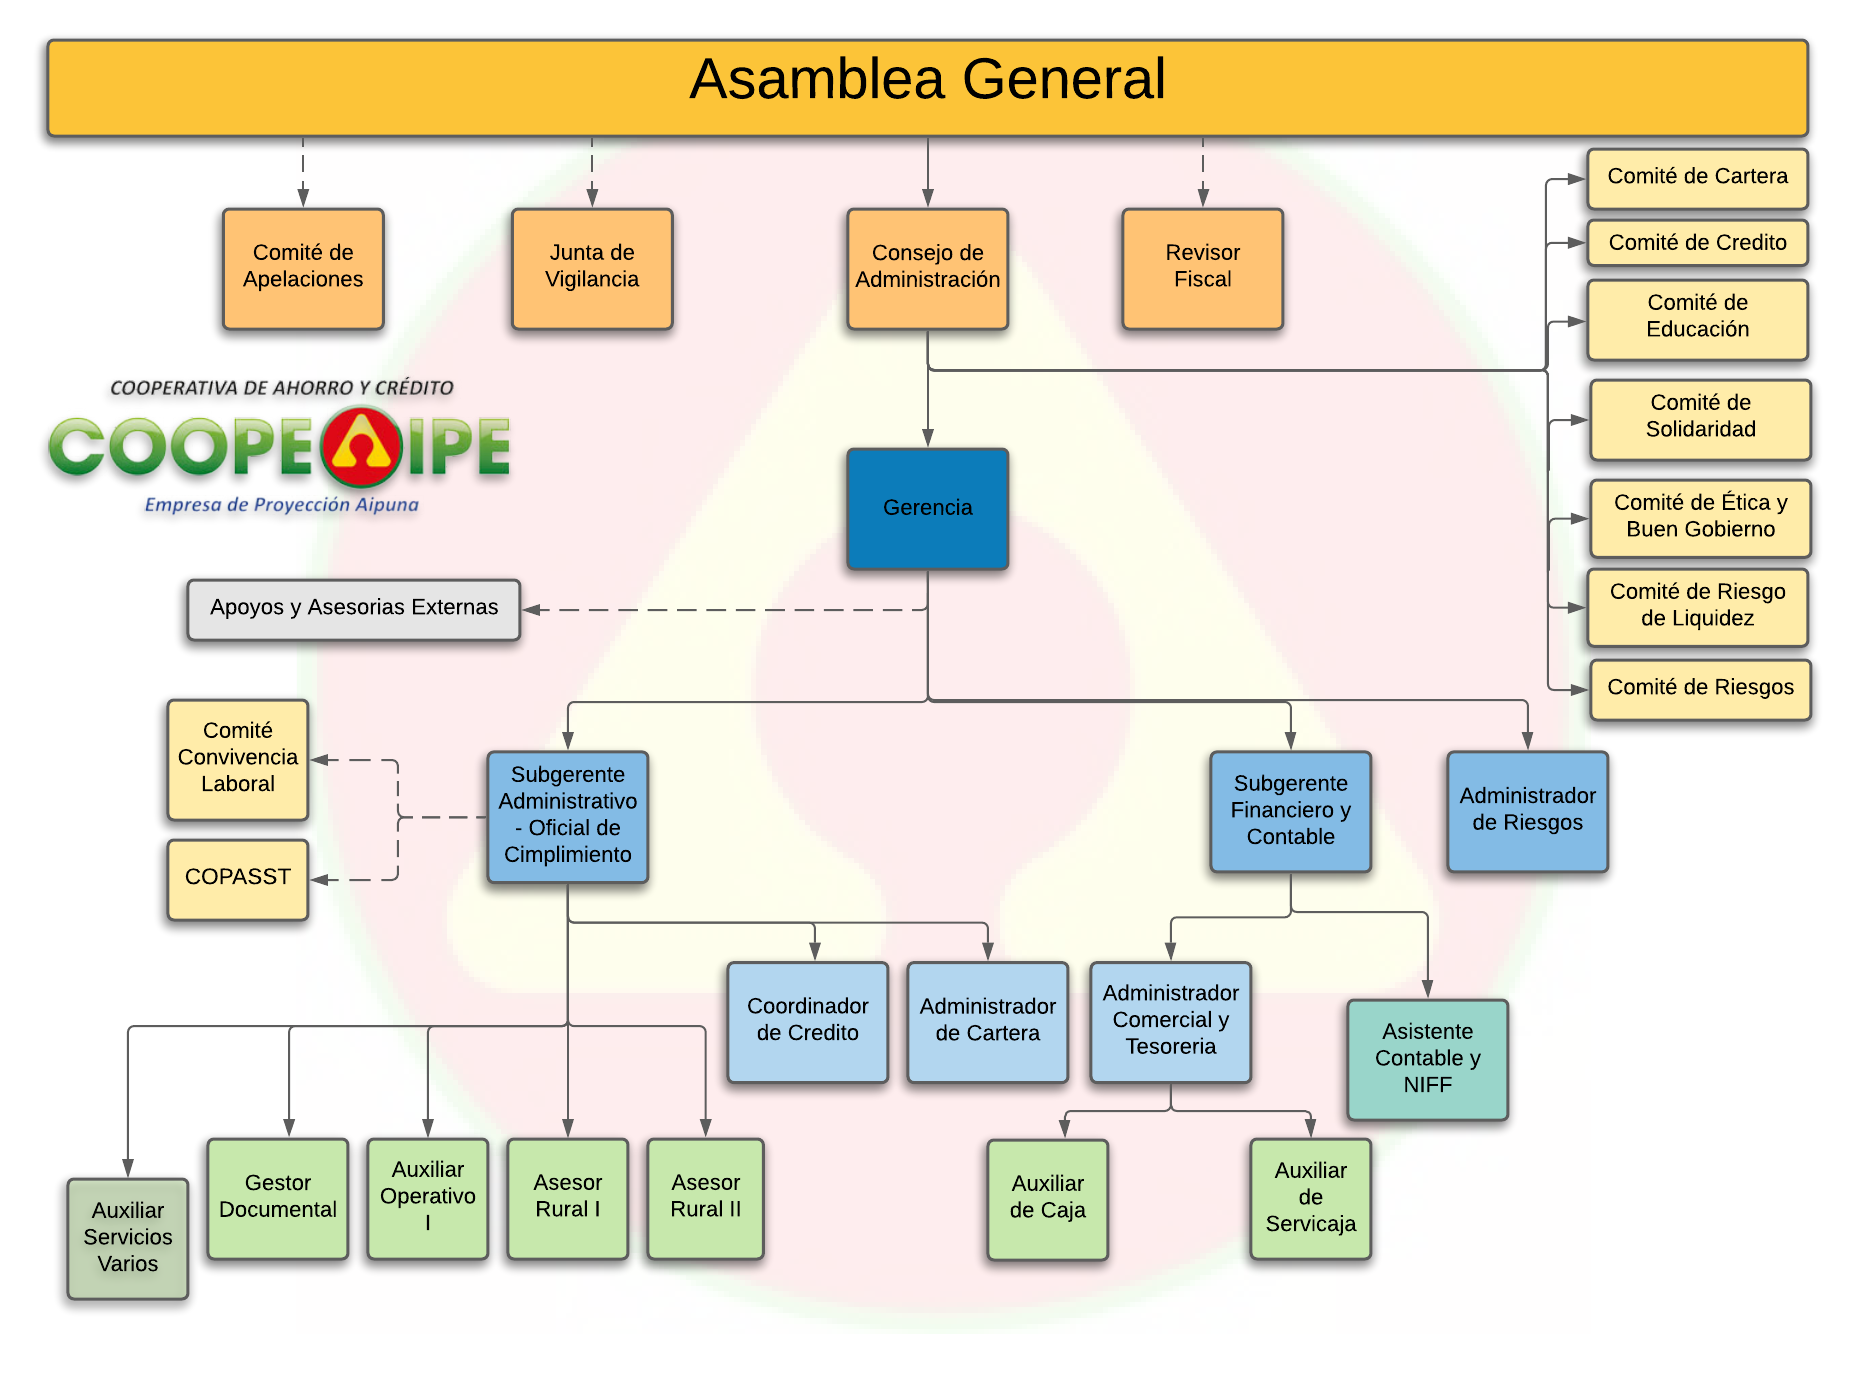 Asamblea General
Comité de
Apelaciones
Junta de
Vigilancia
Consejo de
Administración
Revisor
Fiscal
Comité de Cartera
Comité de Credito
Comité de
Educación
Comité de
Solidaridad
Comité de Ética y
Buen Gobierno
Comité de Riesgo
de Liquidez
Comité de Riesgos
COOPERATIVA DE AHORRO Y CRÉDITO
COOPEAIPE
Empresa de Proyección Aipuna
Gerencia
Apoyos y Asesorias Externas
Comité
Convivencia
Laboral
COPASST
Subgerente
Administrativo
- Oficial de
Cimplimiento
Subgerente
Financiero y
Contable
Administrador
de Riesgos
Coordinador
de Credito
Administrador
de Cartera
Administrador
Comercial y
Tesoreria
Asistente
Contable y
NIFF
Auxiliar
Servicios
Varios
Gestor
Documental
Auxiliar
Operativo
I
Asesor
Rural I
Asesor
Rural II
Auxiliar
de Caja
Auxiliar
de
Servicaja